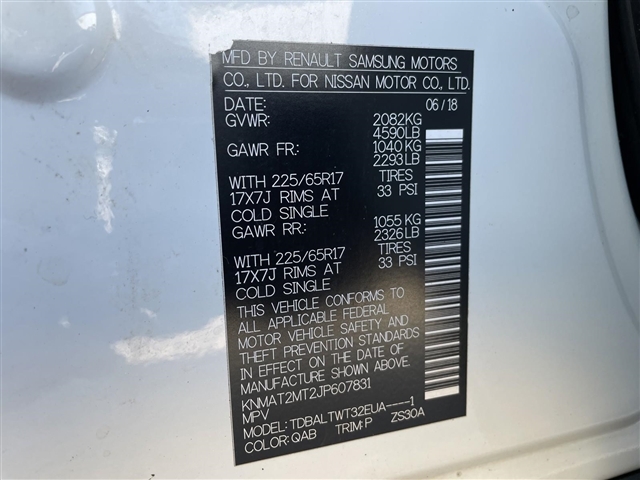 MFD BY RENAULT SAMSUNG MOTORS
CO., LTD. FOR NISSAN MOTOR CO., LTD.
DATE: 06/18
GVWR: 2082KG
4590LB
GAWR FR: 1040KG
2293LB
WITH 225/65R17 TIRES
17X7J RIMS AT 33 PSI
COLD SINGLE
GAWR RR: 1055KG
2326LB
WITH 225/65R17 TIRES
17X7J RIMS AT 33 PSI
COLD SINGLE
THIS VEHICLE CONFORMS TO
ALL APPLICABLE FEDERAL
MOTOR VEHICLE SAFETY AND
THEFT PREVENTION STANDARDS
IN EFFECT ON THE DATE OF
MANUFACTURE SHOWN ABOVE.
KNMAT2MT2JP607831
MPV
MODEL: TDBALTWT32EUA----1
COLOR: QAB TRIM: P ZS30A